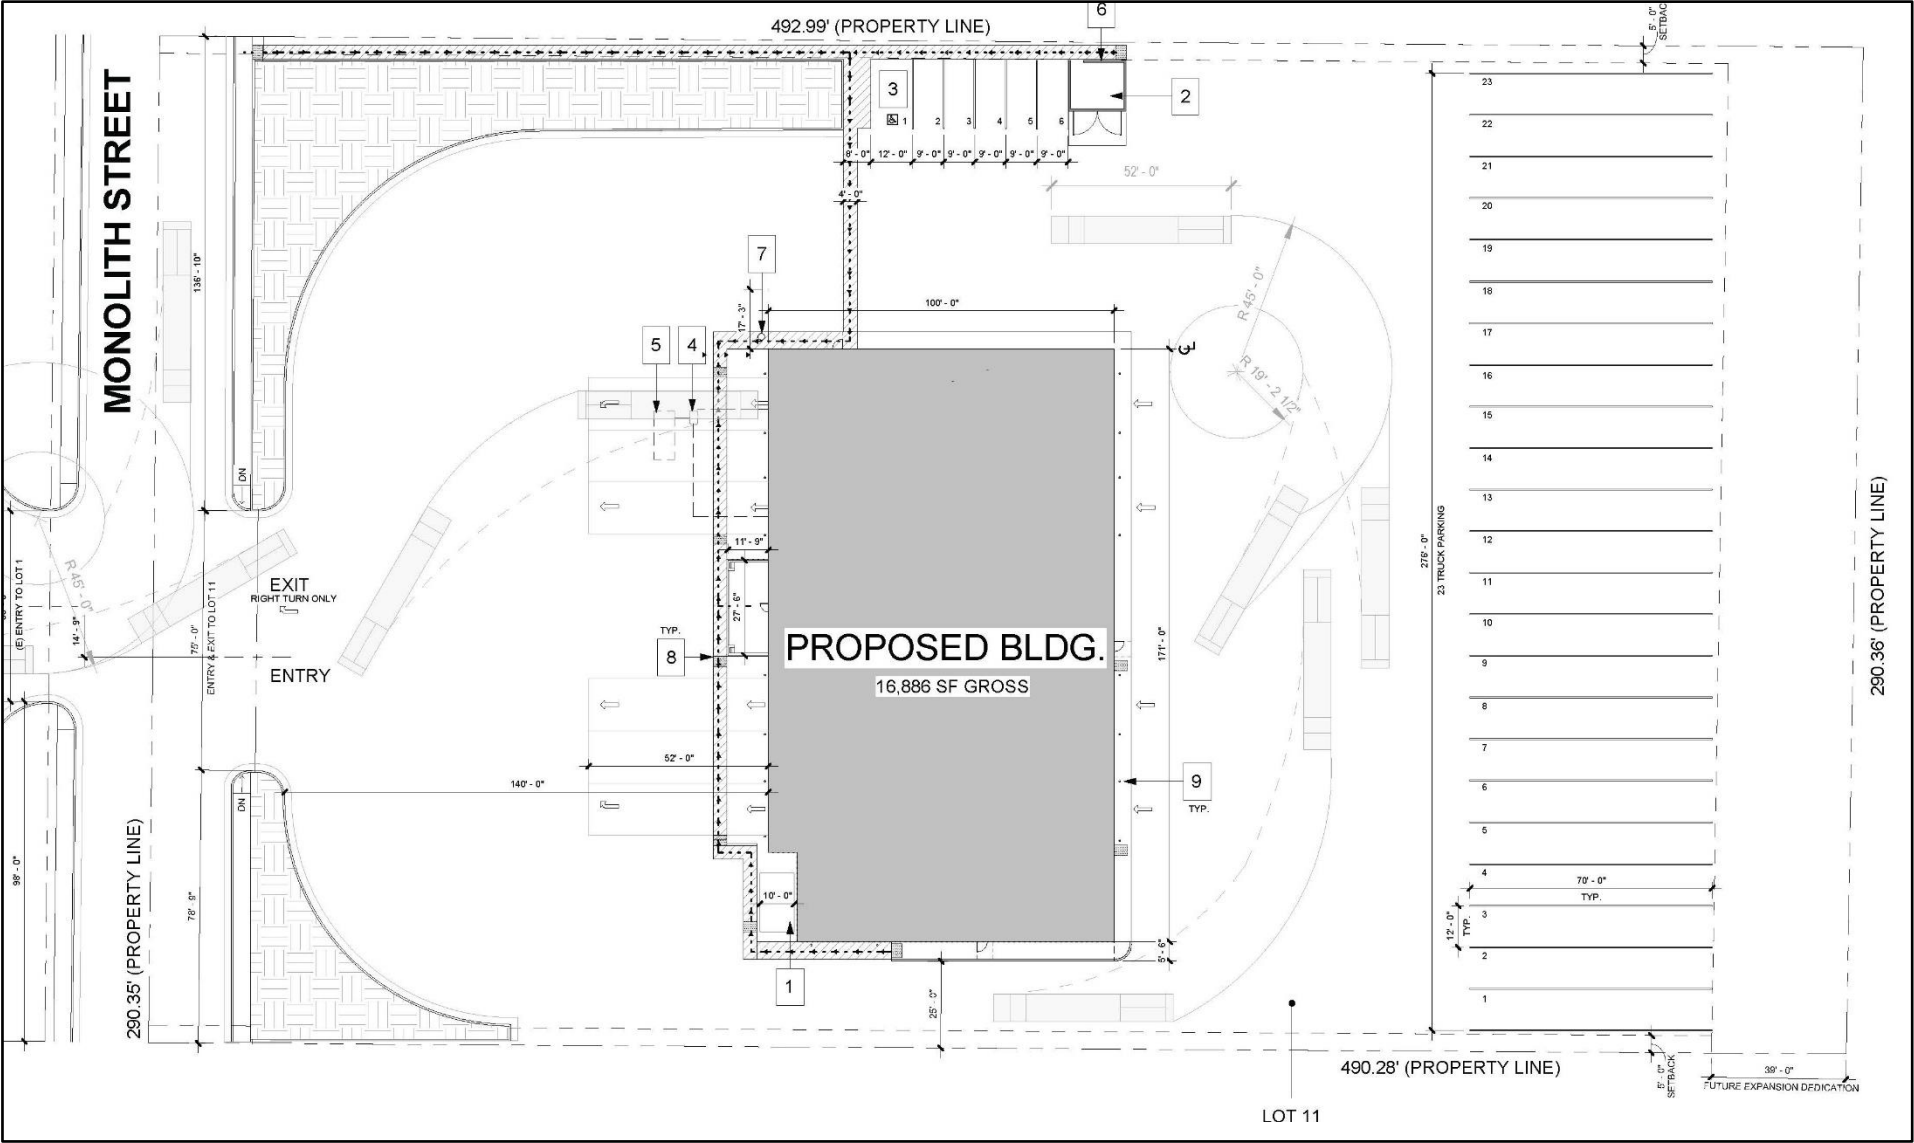 492.99' (PROPERTY LINE)
6
5' - 0"
SETBACK
MONOLITH STREET
3
2
23
22
21
20
19
18
17
16
15
14
13
12
11
10
9
8
7
6
5
4
3
2
1
1
2
3
4
5
6
8' - 0"
12' - 0"
9' - 0"
9' - 0"
9' - 0"
9' - 0"
9' - 0"
4' - 0"
52' - 0"
136' - 10"
7
17' - 3"
100' - 0"
R 45' - 0"
R 19' - 2 1/2"
5
4
DN
11' - 9"
27' - 6"
EXIT
RIGHT TURN ONLY
ENTRY
(E) ENTRY TO LOT 1
R 45' - 0"
14' - 9"
75' - 0"
ENTRY & EXIT TO LOT 11
TYP.
8
PROPOSED BLDG.
16,886 SF GROSS
171' - 0"
276' - 0"
23 TRUCK PARKING
290.36' (PROPERTY LINE)
52' - 0"
140' - 0"
9
TYP.
DN
98' - 0"
78' - 9"
290.35' (PROPERTY LINE)
10' - 0"
1
5' - 6"
25' - 0"
70' - 0"
TYP.
12' - 0"
TYP.
490.28' (PROPERTY LINE)
5' - 0"
SETBACK
39' - 0"
FUTURE EXPANSION DEDICATION
LOT 11